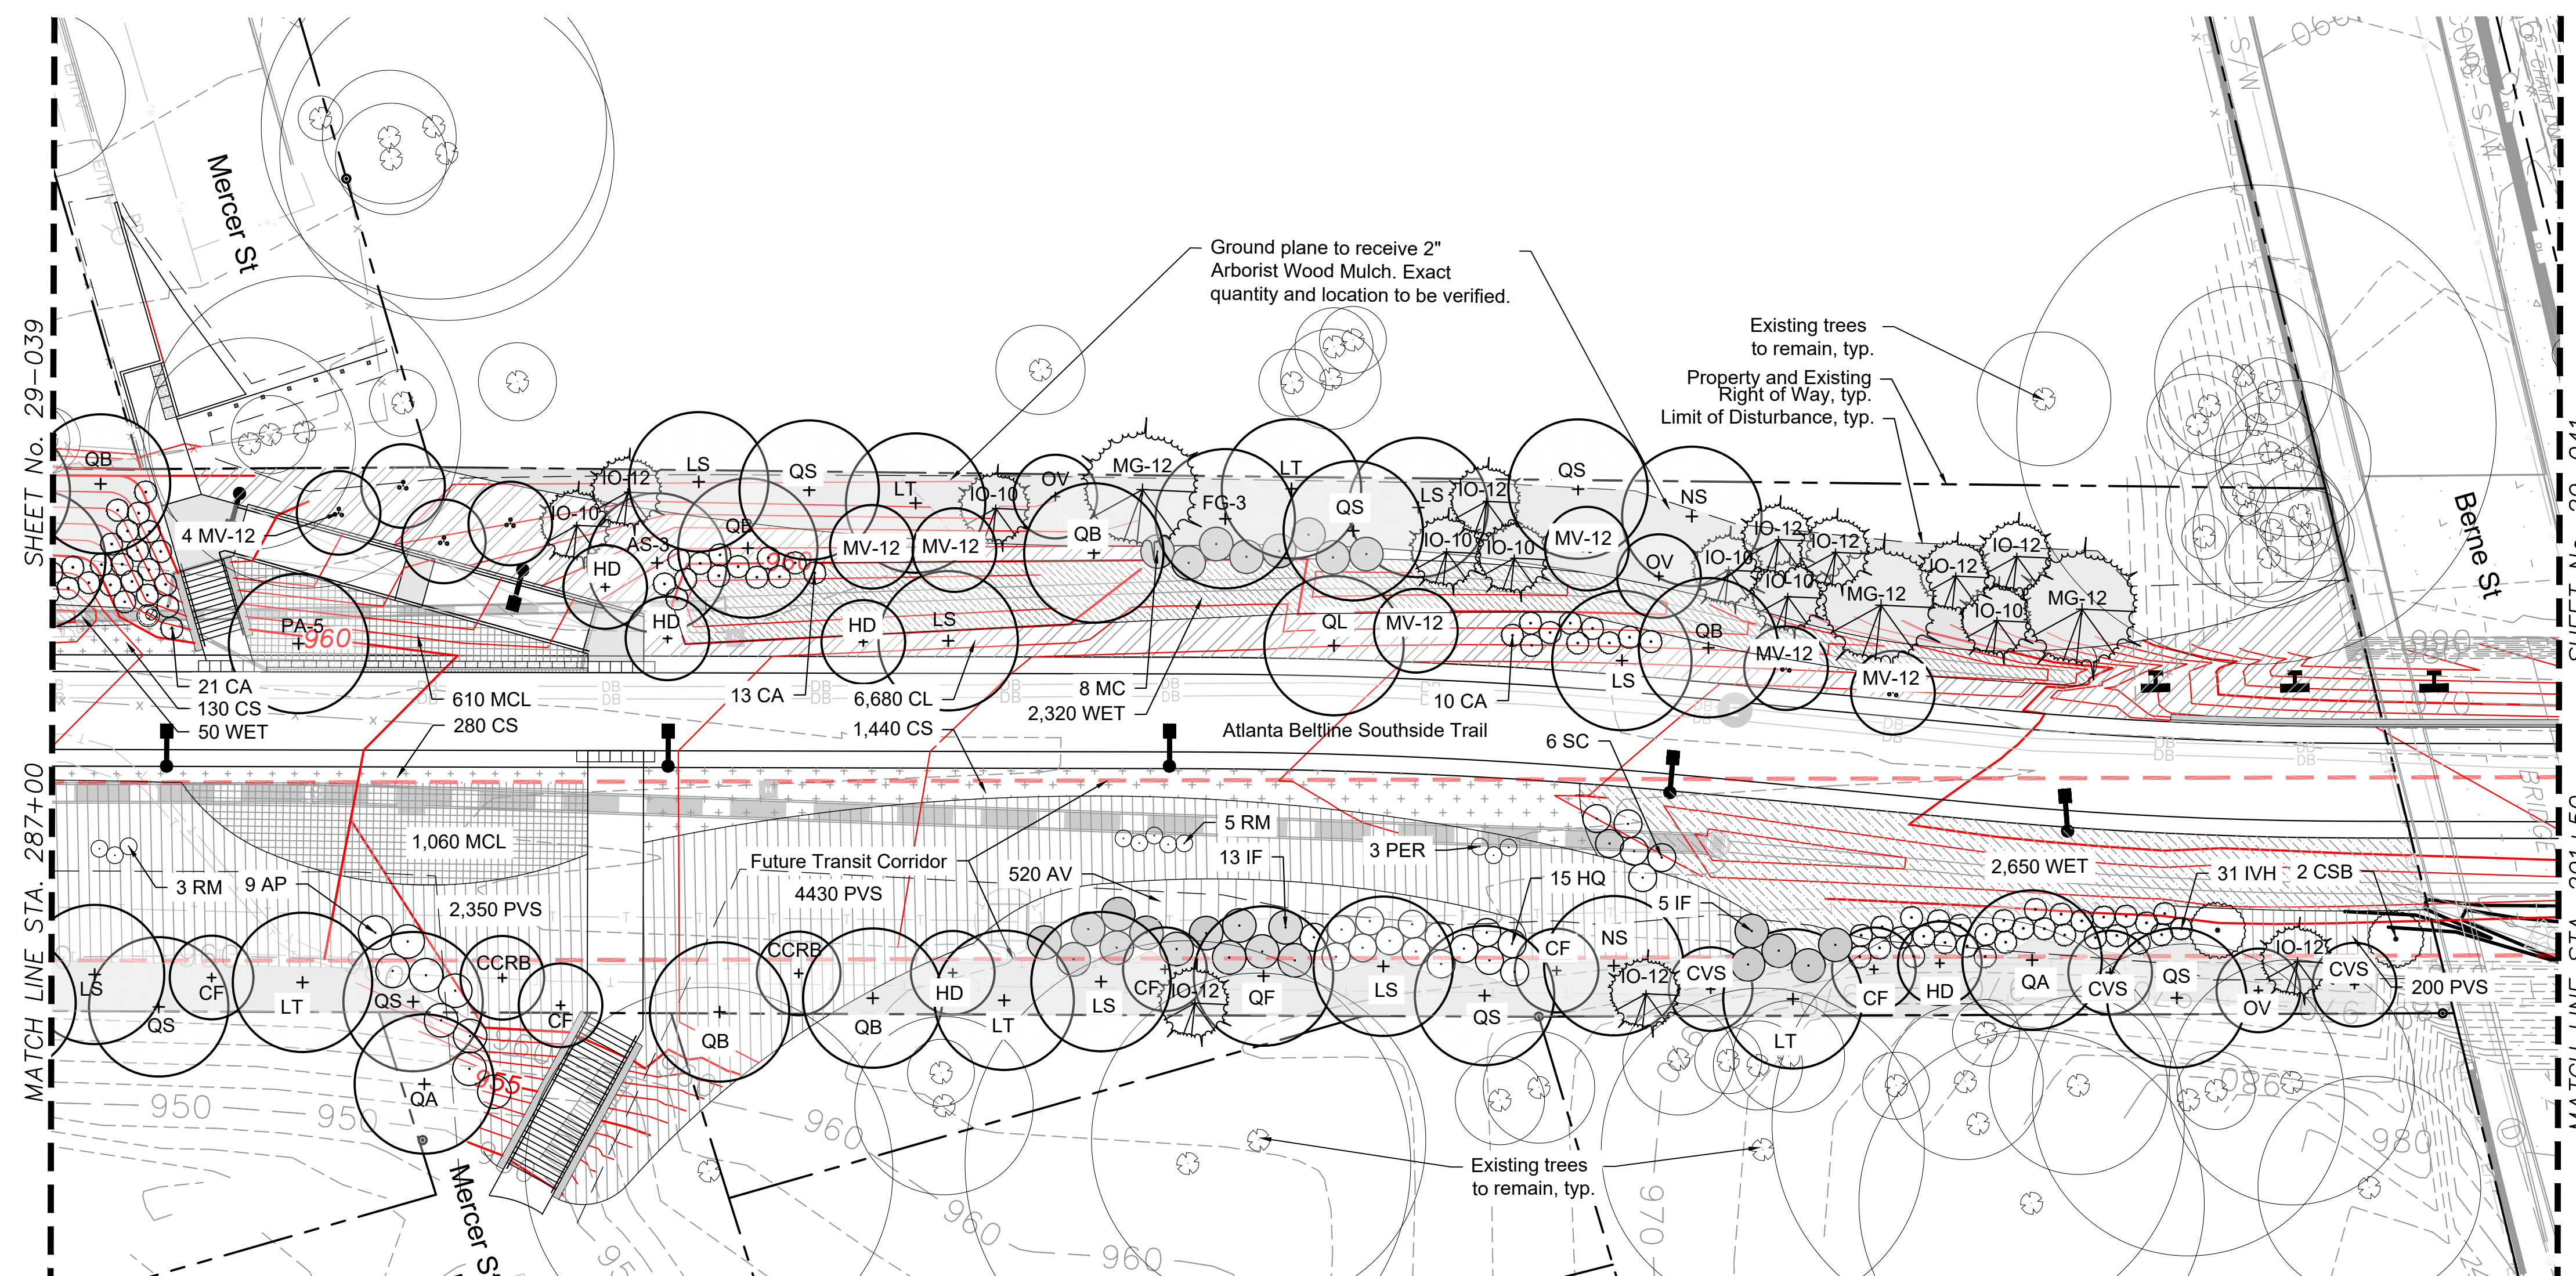 Mercer St
Ground plane to receive 2"
Arborist Wood Mulch. Exact
quantity and location to be verified.
Existing trees
to remain, typ.
Property and Existing
Right of Way, typ.
Limit of Disturbance, typ.
SHEET No. 29-039
MATCH LINE STA. 287+00
Berne St
S/W
QB
4 MV-12
IO-10
IO-12
LS
QS
LT
IO-10
OV
MG-12
FG-3
LT
QS
LS
IO-12
QS
NS
AS-3
QB
960
MV-12
MV-12
QB
IO-10
IO-10
MV-12
OV
IO-10
IO-12
IO-12
IO-10
MG-12
IO-12
IO-12
IO-10
MG-12
HD
HD
PA-5
960
HD
LS
QL
MV-12
LS
QB
MV-12
MV-12
21 CA
130 CS
50 WET
610 MCL
280 CS
13 CA
6,680 CL
1,440 CS
8 MC
2,320 WET
10 CA
Atlanta Beltline Southside Trail
6 SC
980
970
BRIDGE
1,060 MCL
3 RM
9 AP
2,350 PVS
Future Transit Corridor
4430 PVS
520 AV
5 RM
13 IF
3 PER
15 HQ
5 IF
2,650 WET
31 IVH
2 CSB
200 PVS
LS
QS
CF
LT
QS
CCRB
CF
QA
QB
CCRB
QB
HD
LT
LS
CF
IO-12
QF
LS
QS
CF
NS
IO-12
CVS
LT
CF
HD
QA
CVS
QS
OV
IO-12
CVS
955
950
950
960
960
960
970
980
980
Existing trees
to remain, typ.
Mercer St